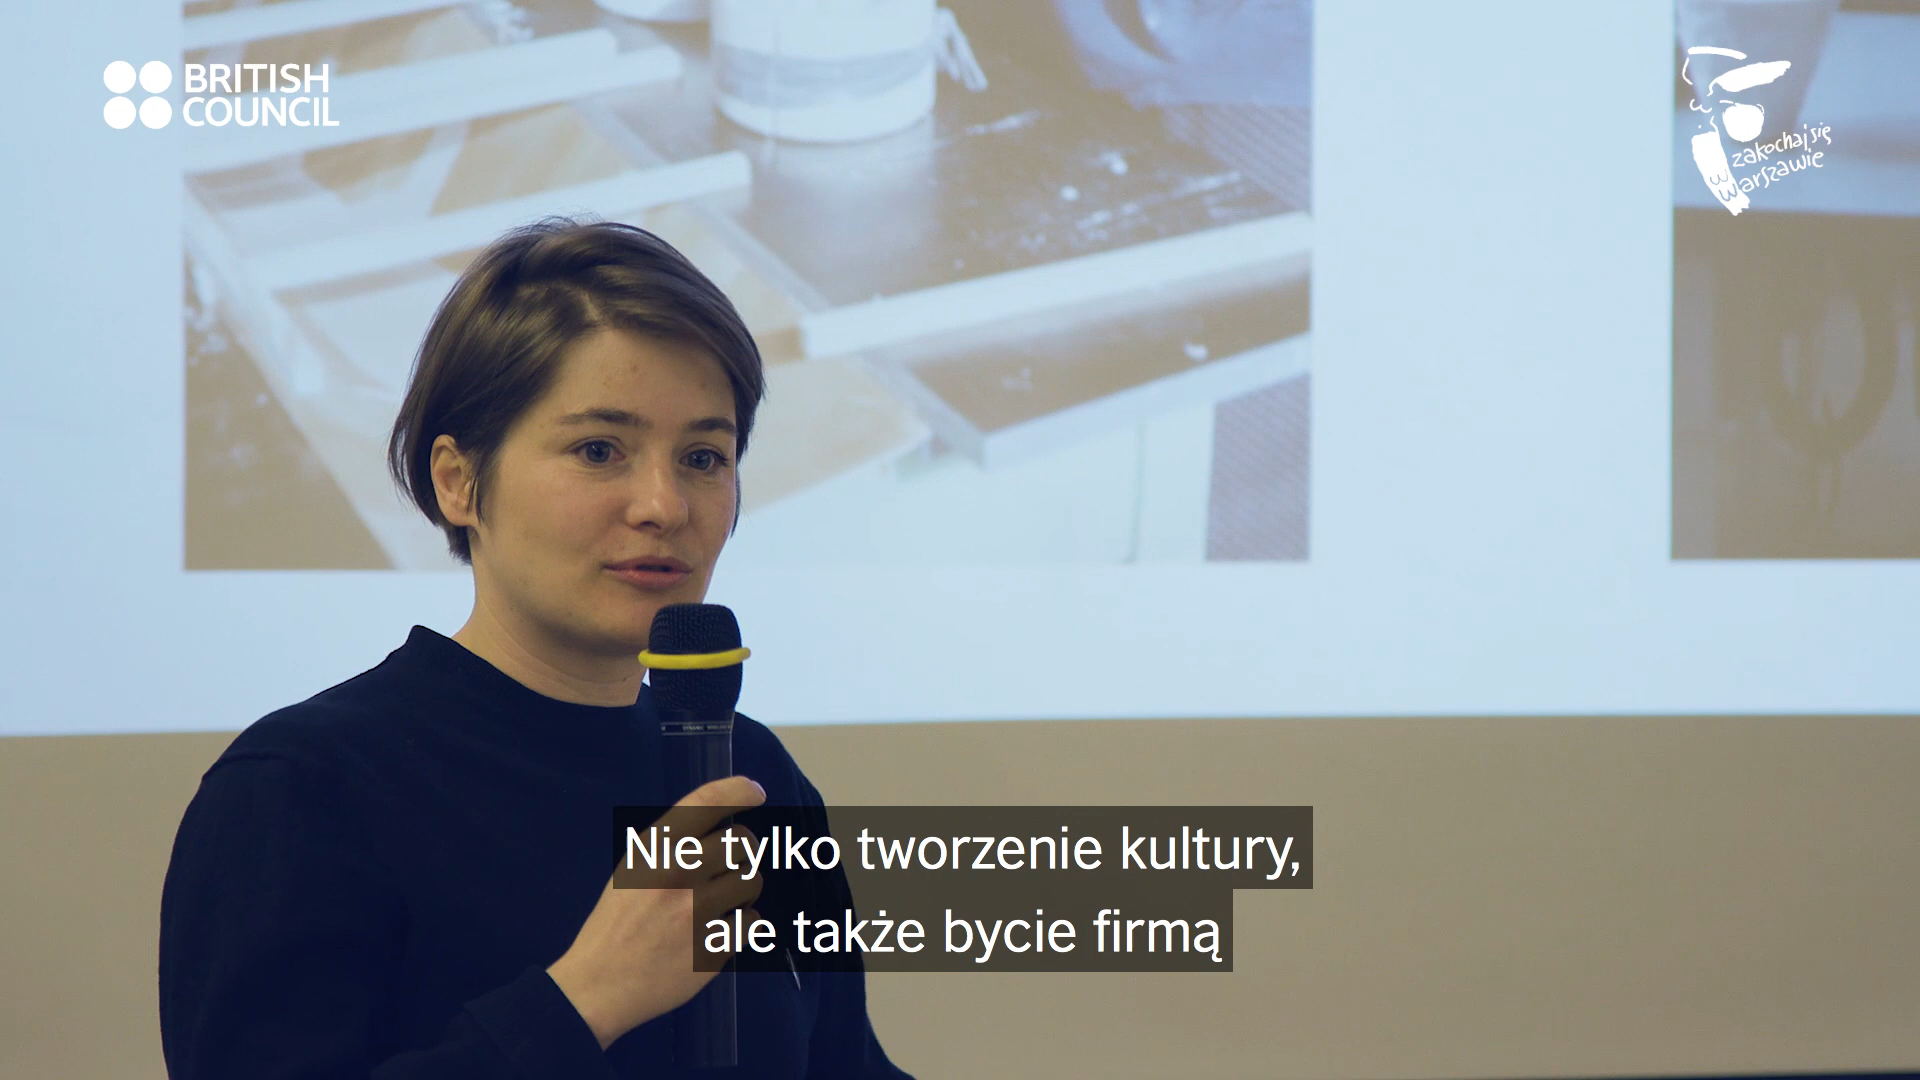 BRITISH
COUNCIL
zakochaj się
w
warszawie
Nie tylko tworzenie kultury,
ale także bycie firmą